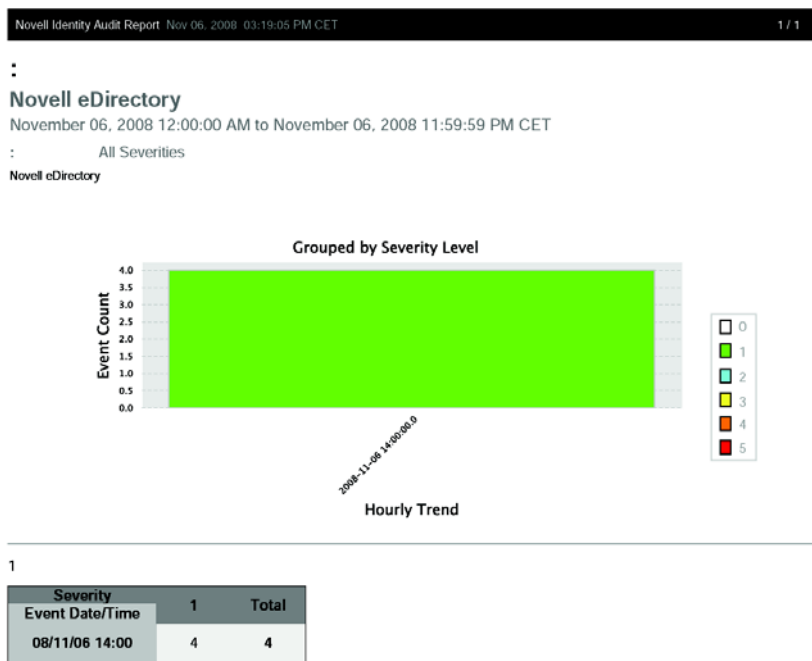 Novell Identity Audit Report Nov 06, 2008 03:19:05 PM CET 1 / 1
:
Novell eDirectory
November 06, 2008 12:00:00 AM to November 06, 2008 11:59:59 PM CET
: All Severities
Novell eDirectory
Grouped by Severity Level
Event Count
4.0
3.5
3.0
2.5
2.0
1.5
1.0
0.5
0.0
2008-11-06 14:00:00.0
Hourly Trend
0
1
2
3
4
5
1
Severity 1 Total
Event Date/Time
08/11/06 14:00 4 4